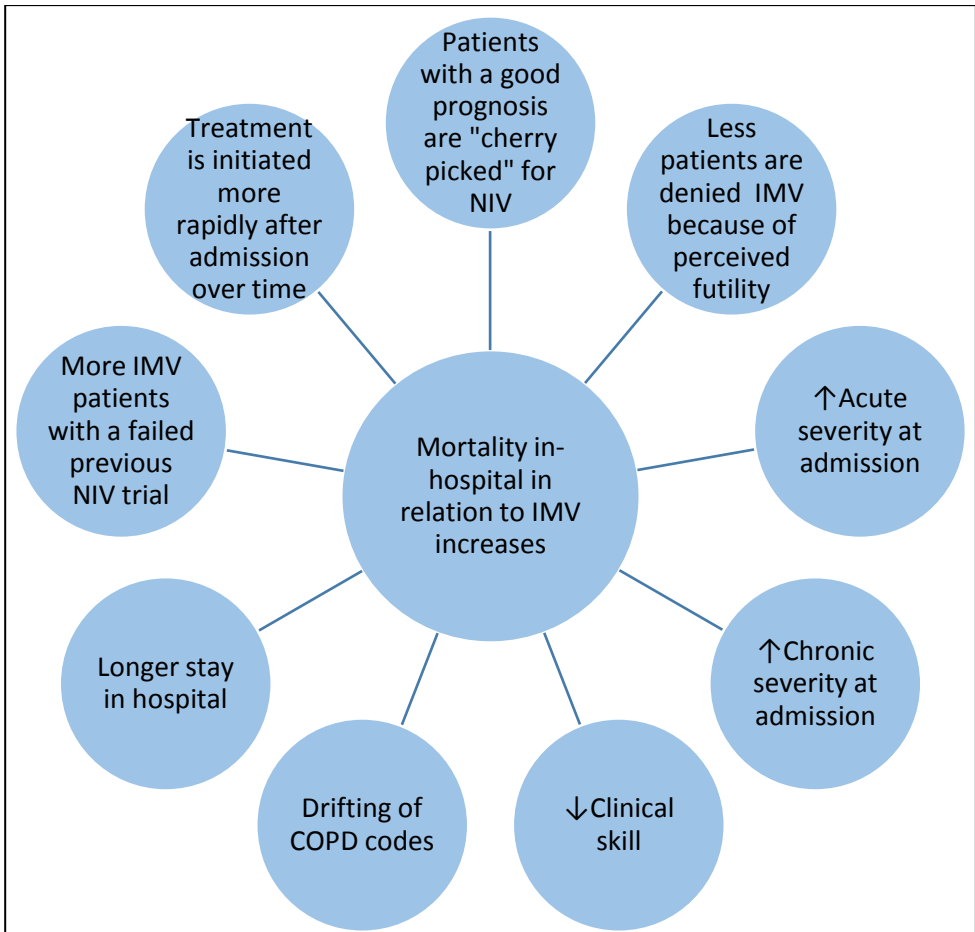 Patients
with a good
prognosis
are "cherry
picked" for
NIV
Less
patients are
denied IMV
because of
perceived
futility
↑Acute
severity at
admission
↑Chronic
severity at
admission
↓Clinical
skill
Drifting of
COPD codes
Longer stay
in hospital
More IMV
patients
with a failed
previous
NIV trial
Treatment
is initiated
more
rapidly after
admission
over time
Mortality in-
hospital in
relation to IMV
increases